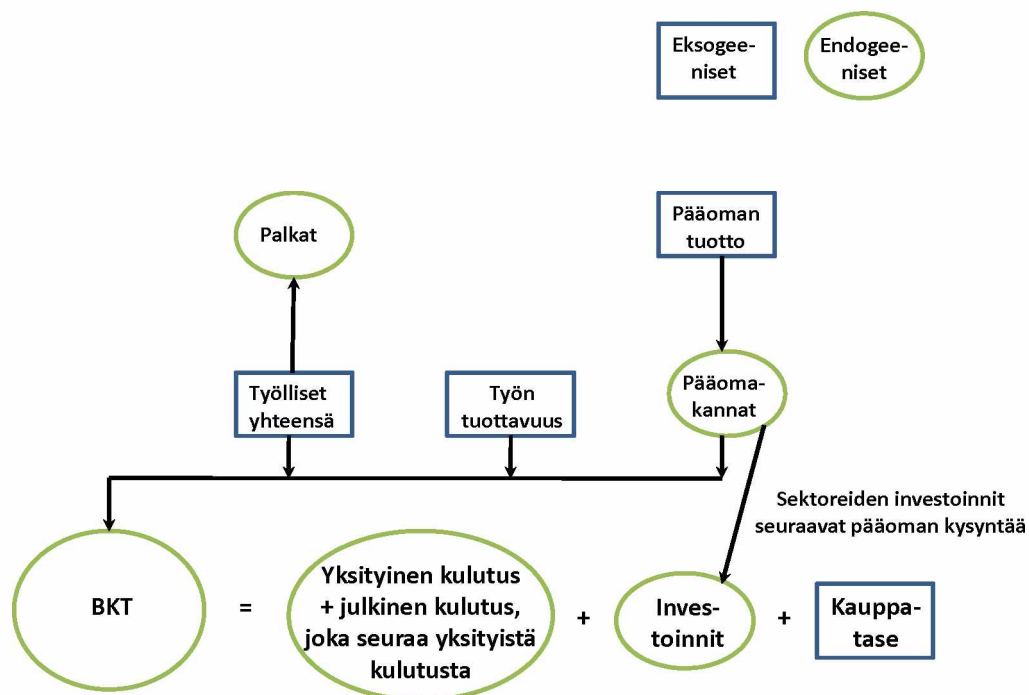 Eksogee-
niset
Endogee-
niset
Palkat
Pääoman
tuotto
Työlliset
yhteensä
Työn
tuottavuus
Pääoma-
kannat
Sektoreiden investoinnit
seuraavat pääoman kysyntää
BKT
=
Yksityinen kulutus
+ julkinen kulutus,
joka seuraa yksityistä
kulutusta
+
Inves-
toinnit
+
Kauppa-
tase